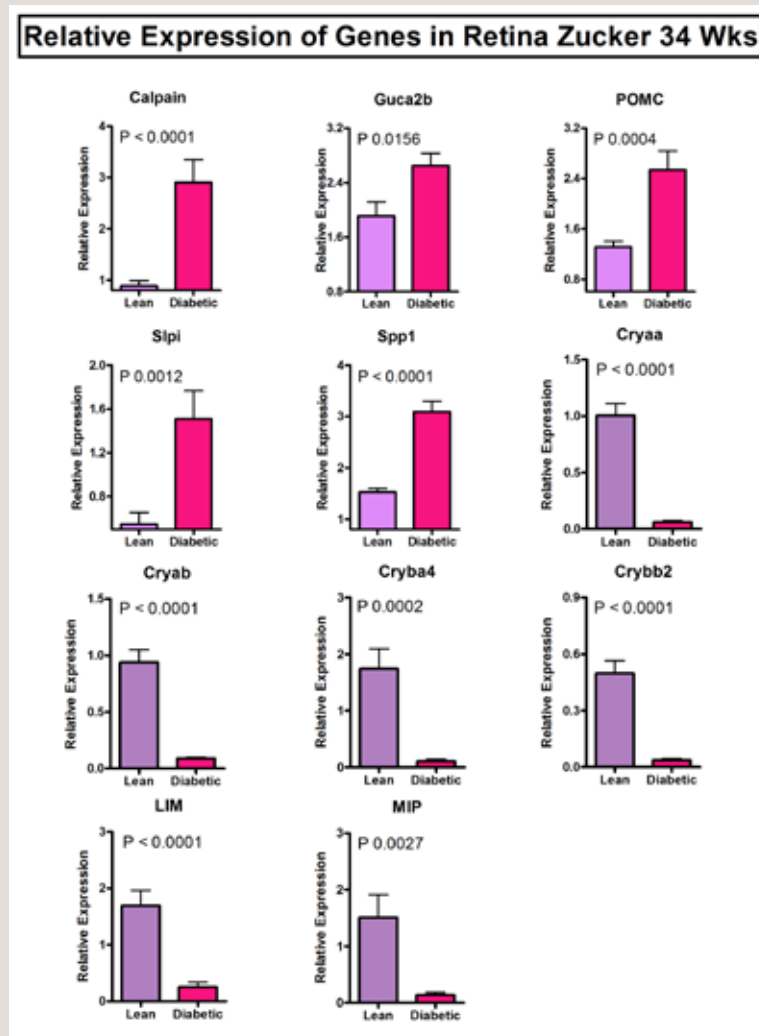 Relative Expression of Genes in Retina Zucker 34 Wks
Calpain
P < 0.0001
Relative Expression
4
3
2
1
Lean Diabetic
Guca2b
P 0.0156
Relative Expression
3.2
2.4
1.6
0.8
Lean Diabetic
POMC
P 0.0004
Relative Expression
3.2
2.4
1.6
0.8
Lean Diabetic
Slpi
P 0.0012
Relative Expression
2.0
1.6
1.2
0.8
Lean Diabetic
Spp1
P < 0.0001
Relative Expression
4
3
2
1
Lean Diabetic
Cryaa
P < 0.0001
Relative Expression
1.5
1.0
0.5
0.0
Lean Diabetic
Cryab
P < 0.0001
Relative Expression
1.5
1.0
0.5
0.0
Lean Diabetic
Cryba4
P 0.0002
Relative Expression
3
2
1
0
Lean Diabetic
Crybb2
P < 0.0001
Relative Expression
0.9
0.6
0.3
0.0
Lean Diabetic
LIM
P < 0.0001
Relative Expression
3
2
1
0
Lean Diabetic
MIP
P 0.0027
Relative Expression
3
2
1
0
Lean Diabetic